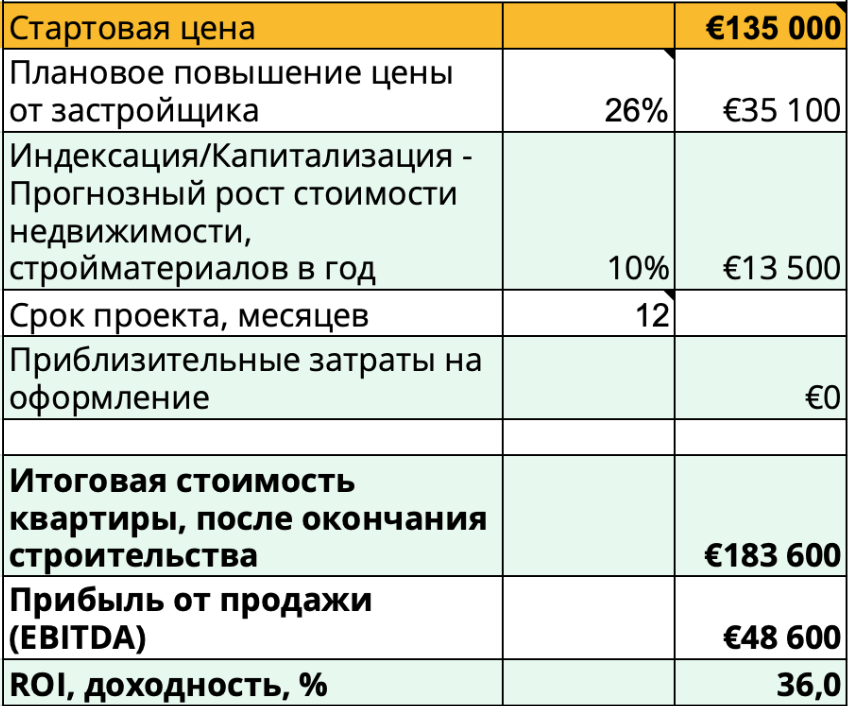 Стартовая цена €135 000
Плановое повышение цены
от застройщика 26% €35 100
Индексация/Капитализация -
Прогнозный рост стоимости
недвижимости,
стройматериалов в год 10% €13 500
Срок проекта, месяцев 12
Приблизительные затраты на
оформление €0
Итоговая стоимость
квартиры, после окончания
строительства €183 600
Прибыль от продажи
(EBITDA) €48 600
ROI, доходность, % 36,0